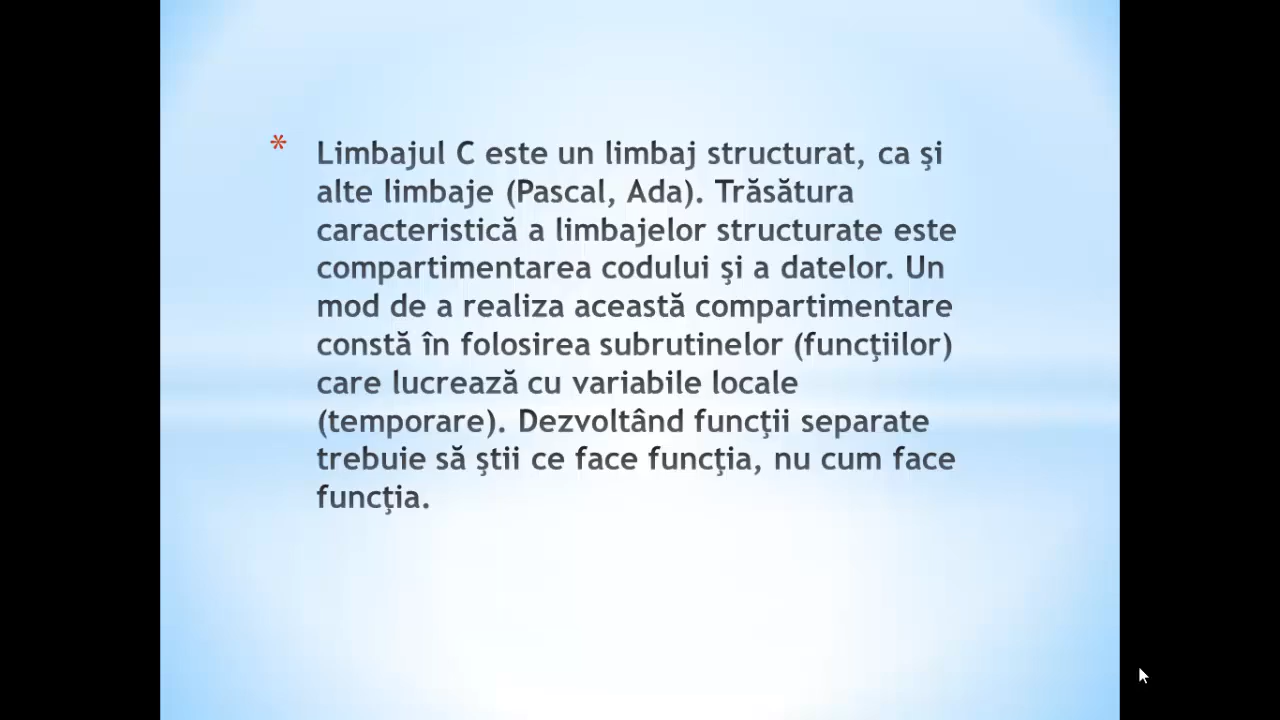 * Limbajul C este un limbaj structurat, ca şi
alte limbaje (Pascal, Ada). Trăsătura
caracteristică a limbajelor structurate este
compartimentarea codului şi a datelor. Un
mod de a realiza această compartimentare
constă în folosirea subrutinelor (funcţiilor)
care lucrează cu variabile locale
(temporare). Dezvoltând funcţii separate
trebuie să ştii ce face funcţia, nu cum face
funcţia.